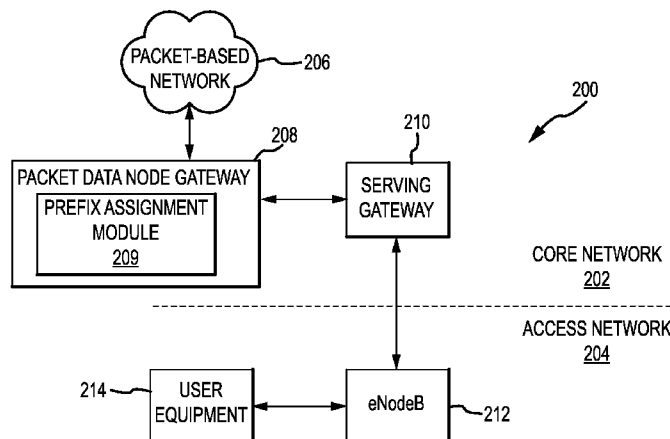 PACKET-BASED
NETWORK
206
200
208
210
PACKET DATA NODE GATEWAY
PREFIX ASSIGNMENT
MODULE
209
SERVING
GATEWAY
CORE NETWORK
202
ACCESS NETWORK
204
214
USER
EQUIPMENT
eNodeB
212